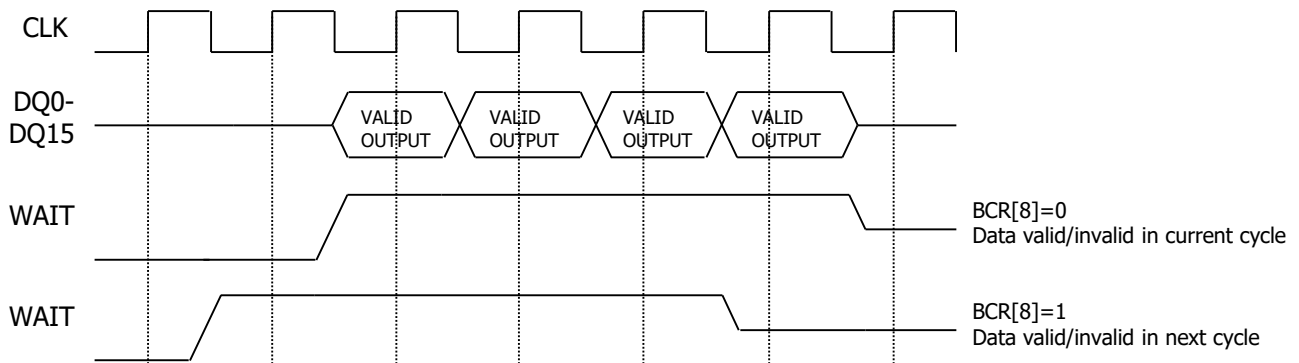 CLK
DQ0-
DQ15
VALID
OUTPUT
VALID
OUTPUT
VALID
OUTPUT
VALID
OUTPUT
WAIT
BCR[8]=0
Data valid/invalid in current cycle
WAIT
BCR[8]=1
Data valid/invalid in next cycle